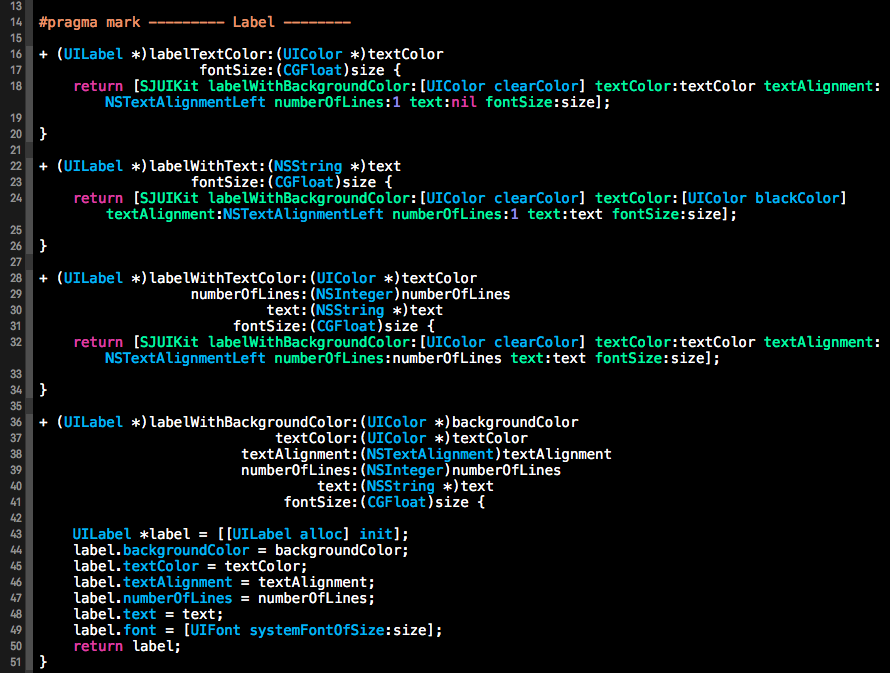 13
14 #pragma mark ————————— Label ————————
15
16 + (UILabel *)labelTextColor:(UIColor *)textColor
17                    fontSize:(CGFloat)size {
18     return [SJUIKit labelWithBackgroundColor:[UIColor clearColor] textColor:textColor textAlignment:
        NSTextAlignmentLeft numberOfLines:1 text:nil fontSize:size];
19
20 }
21
22 + (UILabel *)labelWithText:(NSString *)text
23                   fontSize:(CGFloat)size {
24     return [SJUIKit labelWithBackgroundColor:[UIColor clearColor] textColor:[UIColor blackColor]
        textAlignment:NSTextAlignmentLeft numberOfLines:1 text:text fontSize:size];
25
26 }
27
28 + (UILabel *)labelWithTextColor:(UIColor *)textColor
29                   numberOfLines:(NSInteger)numberOfLines
30                            text:(NSString *)text
31                        fontSize:(CGFloat)size {
32     return [SJUIKit labelWithBackgroundColor:[UIColor clearColor] textColor:textColor textAlignment:
        NSTextAlignmentLeft numberOfLines:numberOfLines text:text fontSize:size];
33
34 }
35
36 + (UILabel *)labelWithBackgroundColor:(UIColor *)backgroundColor
37                             textColor:(UIColor *)textColor
38                         textAlignment:(NSTextAlignment)textAlignment
39                         numberOfLines:(NSInteger)numberOfLines
40                                  text:(NSString *)text
41                              fontSize:(CGFloat)size {
42
43     UILabel *label = [[UILabel alloc] init];
44     label.backgroundColor = backgroundColor;
45     label.textColor = textColor;
46     label.textAlignment = textAlignment;
47     label.numberOfLines = numberOfLines;
48     label.text = text;
49     label.font = [UIFont systemFontOfSize:size];
50     return label;
51 }